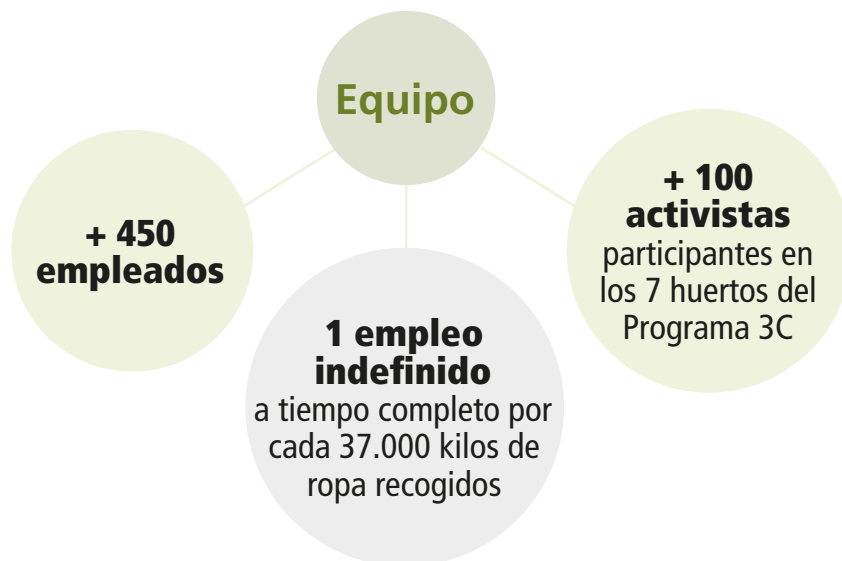 Equipo
+ 450
empleados
1 empleo
indefinido
a tiempo completo por
cada 37.000 kilos de
ropa recogidos
+ 100
activistas
participantes en
los 7 huertos del
Programa 3C